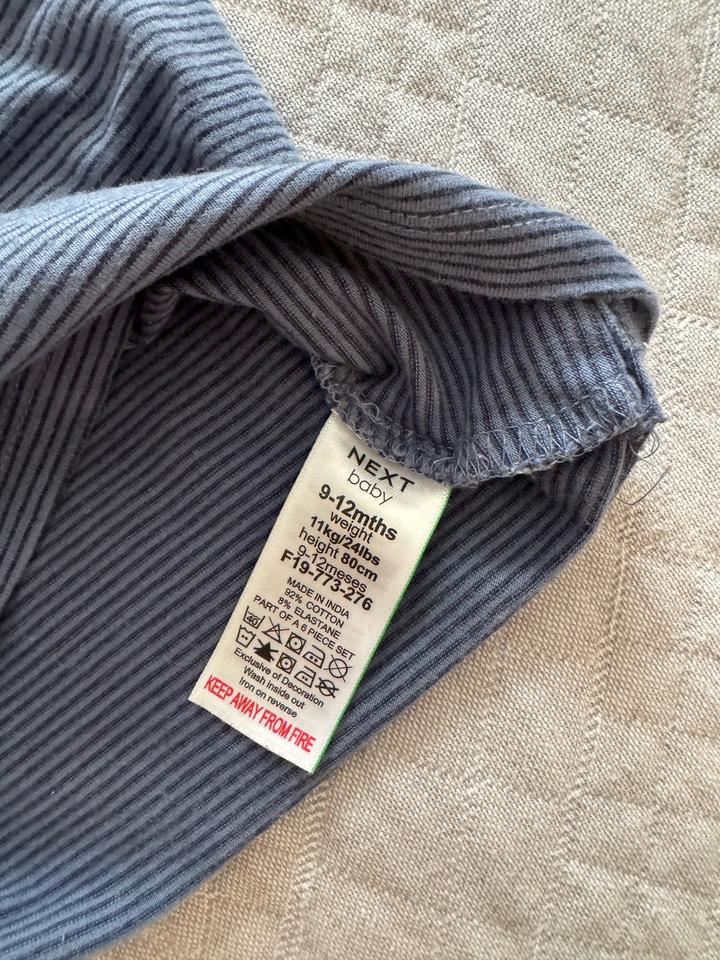 NEXT
baby
9-12mths
weight
11kg/24lbs
height 80cm
9-12meses
F19-773-276
MADE IN INDIA
92% COTTON
8% ELASTANE
PART OF A 6 PIECE SET
40
Exclusive of Decoration
Wash inside out
Iron on reverse
KEEP AWAY FROM FIRE